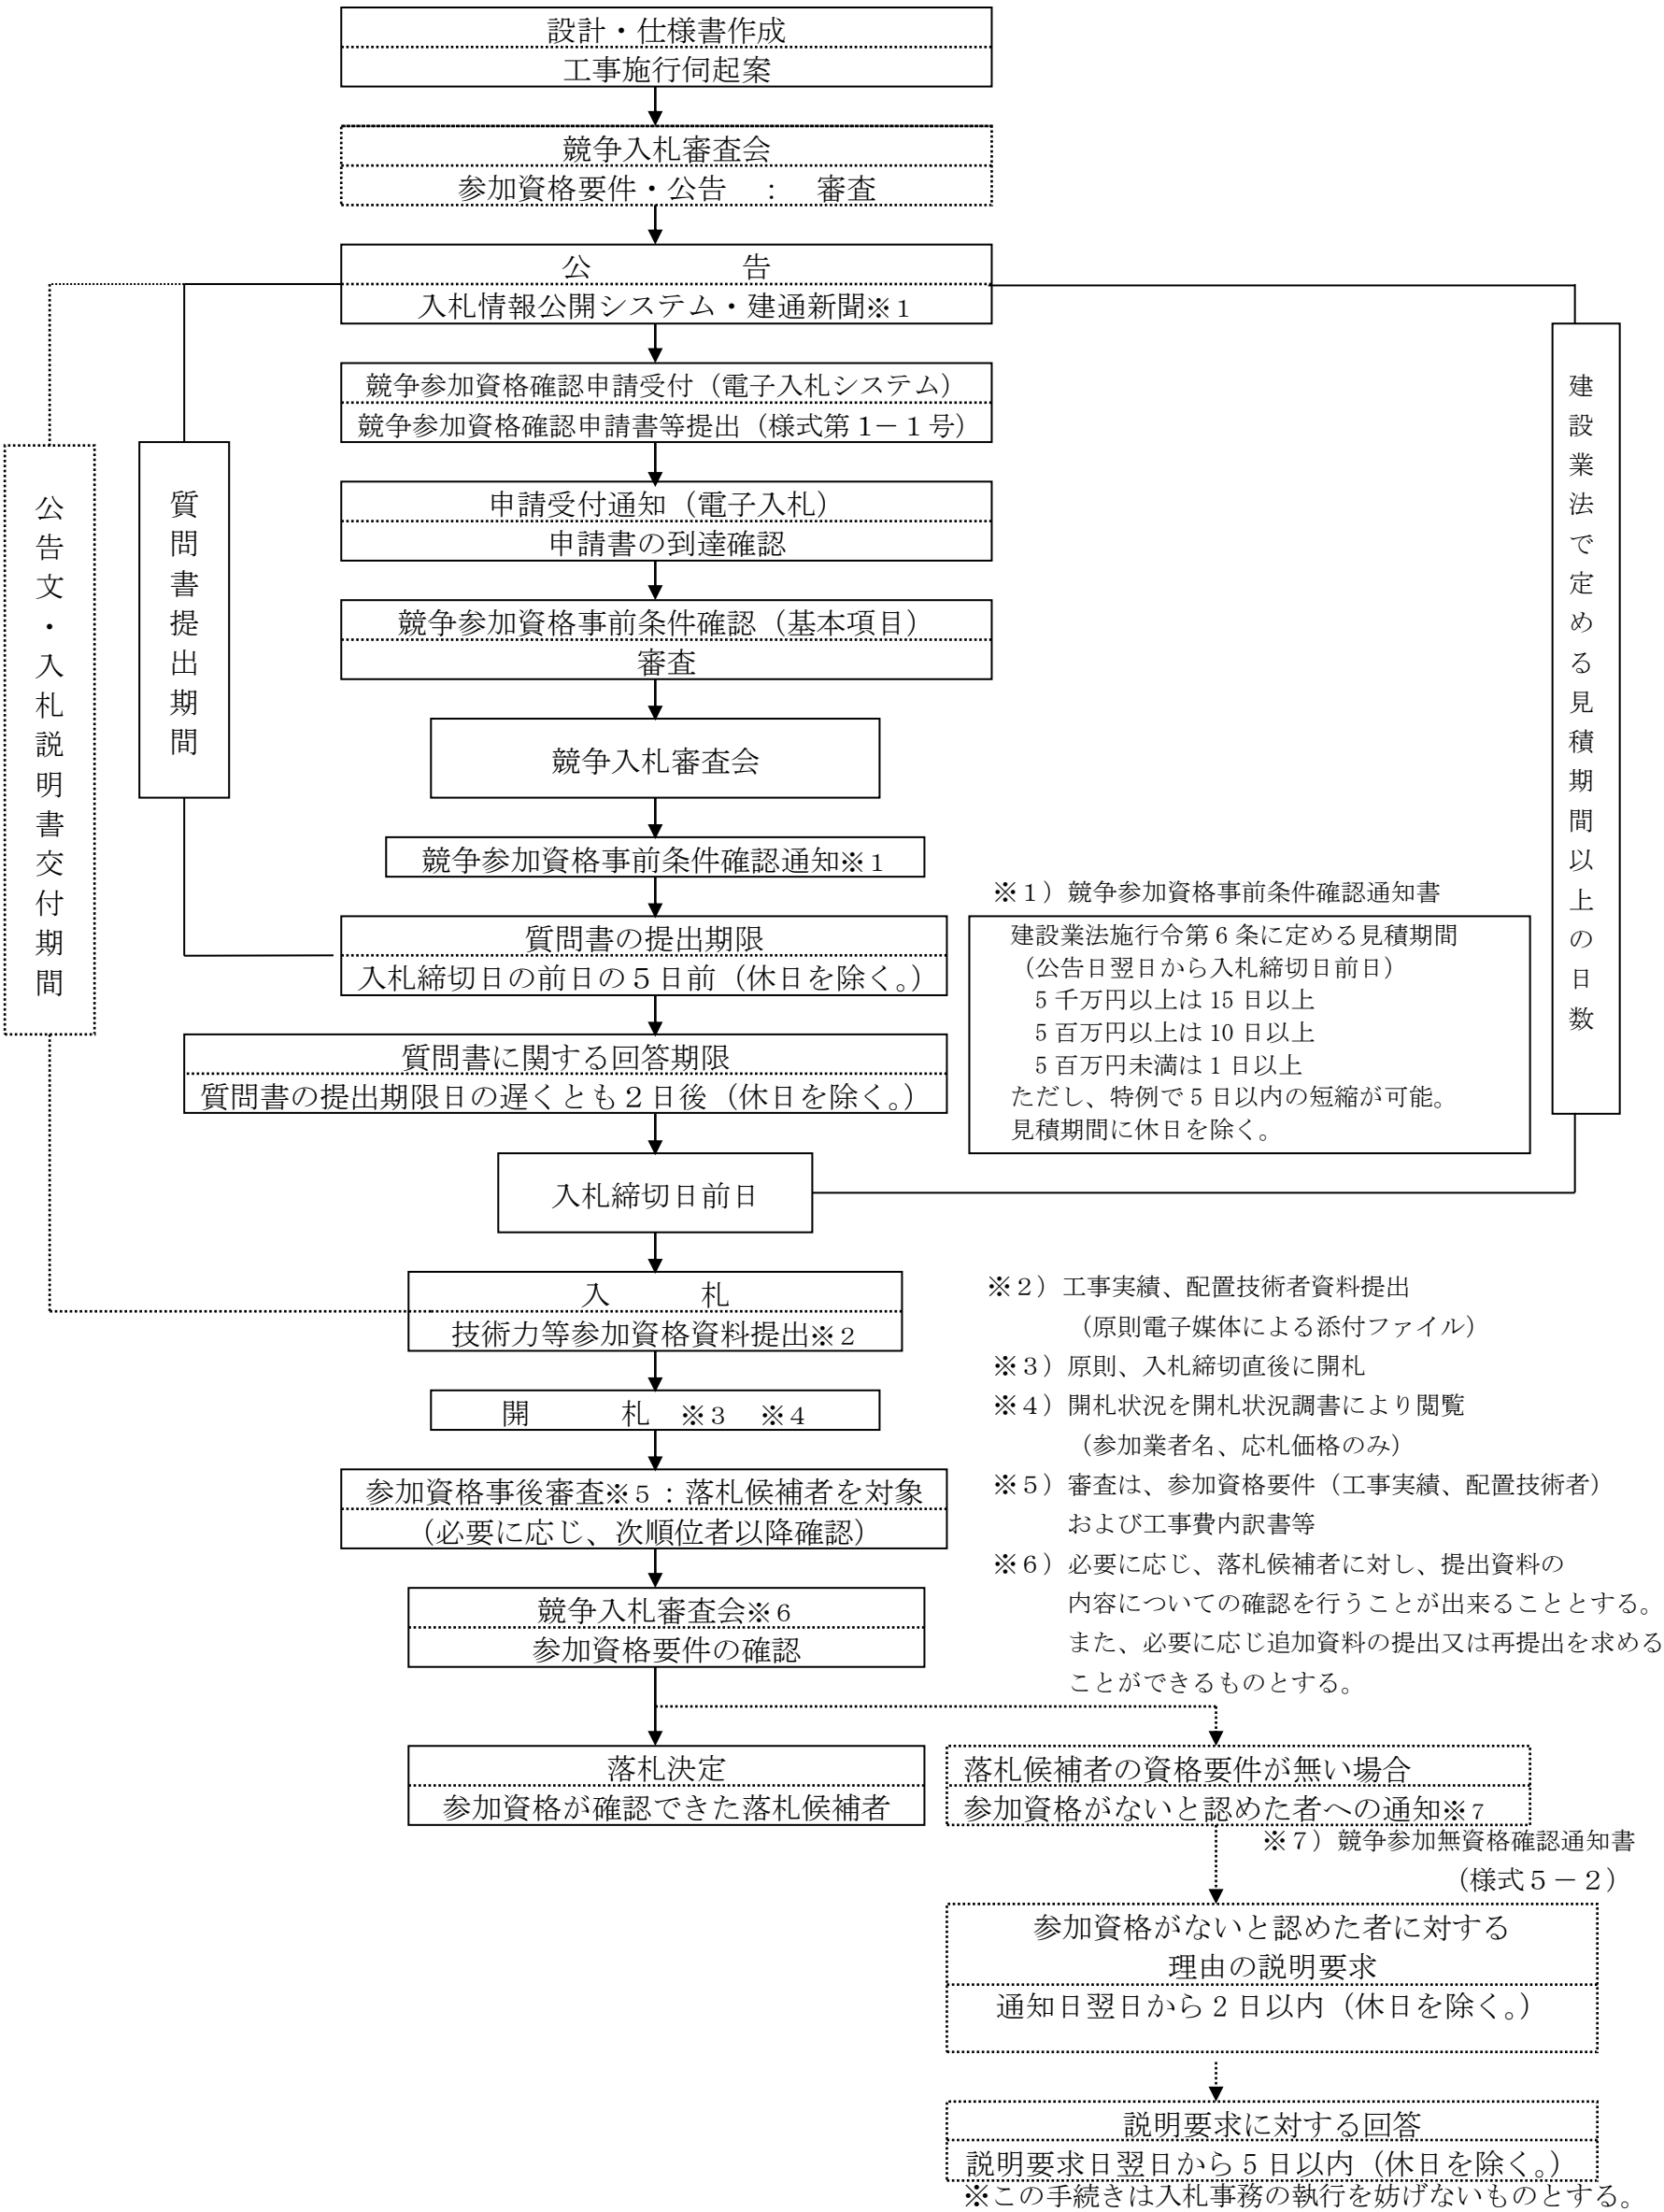 設計・仕様書作成
工事施行伺起案
競争入札審査会
参加資格要件・公告　：　審査
公　　　　　告
入札情報公開システム・建通新聞※1
競争参加資格確認申請受付（電子入札システム）
競争参加資格確認申請書等提出（様式第１－１号）
申請受付通知（電子入札）
申請書の到達確認
競争参加資格事前条件確認（基本項目）
審査
競争入札審査会
競争参加資格事前条件確認通知※1
質問書の提出期限
入札締切日の前日の５日前（休日を除く。）
質問書に関する回答期限
質問書の提出期限日の遅くとも２日後（休日を除く。）
入札締切日前日
入　　　札
技術力等参加資格資料提出※2
開　　　札　※3　※4
参加資格事後審査※5：落札候補者を対象
（必要に応じ、次順位者以降確認）
競争入札審査会※6
参加資格要件の確認
落札決定
参加資格が確認できた落札候補者
公告文・入札説明書交付期間
質問書提出期間
建設業法で定める見積期間以上の日数
※１）競争参加資格事前条件確認通知書
建設業法施行令第 6 条に定める見積期間
（公告日翌日から入札締切日前日）
5 千万円以上は 15 日以上
5 百万円以上は 10 日以上
5 百万円未満は 1 日以上
ただし、特例で 5 日以内の短縮が可能。
見積期間に休日を除く。
※２）工事実績、配置技術者資料提出
（原則電子媒体による添付ファイル）
※３）原則、入札締切直後に開札
※４）開札状況を開札状況調書により閲覧
（参加業者名、応札価格のみ）
※５）審査は、参加資格要件（工事実績、配置技術者）
および工事費内訳書等
※６）必要に応じ、落札候補者に対し、提出資料の
内容についての確認を行うことが出来ることとする。
また、必要に応じ追加資料の提出又は再提出を求める
ことができるものとする。
落札候補者の資格要件が無い場合
参加資格がないと認めた者への通知※7
※７）競争参加無資格確認通知書
（様式５－２）
参加資格がないと認めた者に対する
理由の説明要求
通知日翌日から 2 日以内（休日を除く。）
説明要求に対する回答
説明要求日翌日から 5 日以内（休日を除く。）
※この手続きは入札事務の執行を妨げないものとする。